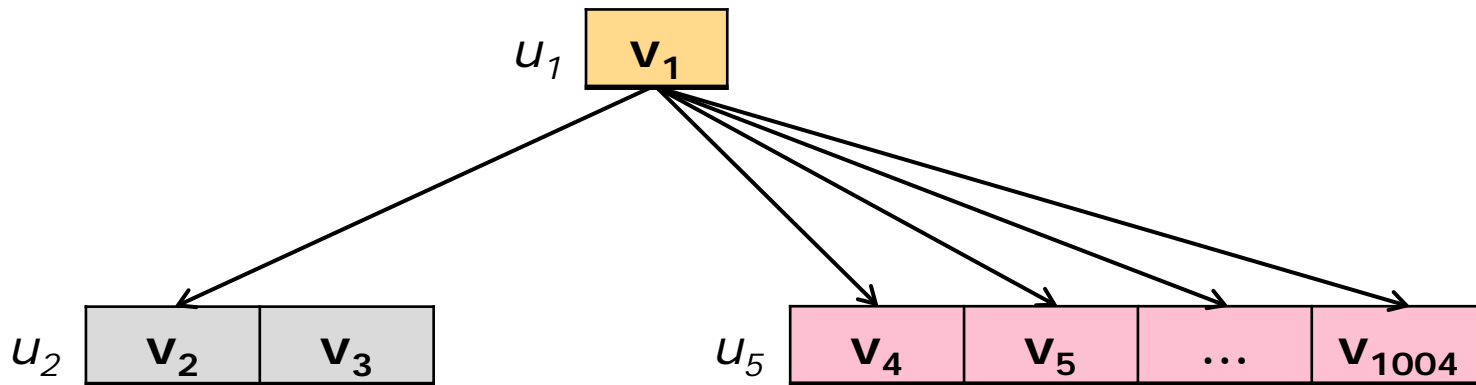 u₁ v₁
u₂ v₂ v₃ u₅ v₄ v₅ ... v₁₀₀₄